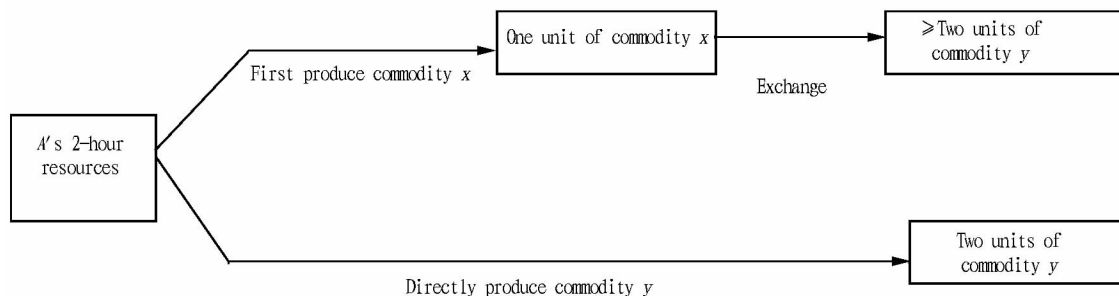 One unit of commodity x
⩾Two units of
commodity y
First produce commodity x
Exchange
A's 2-hour
resources
Two units of
commodity y
Directly produce commodity y